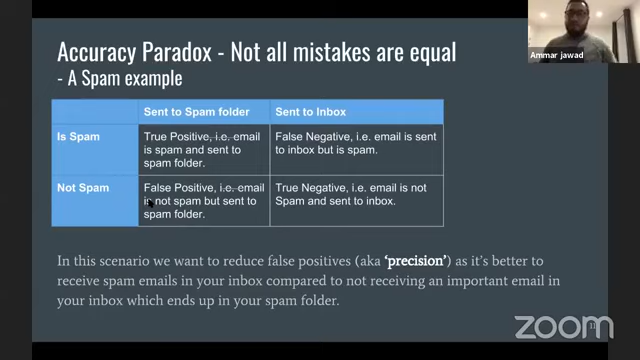 Accuracy Paradox - Not all mistakes are equal
- A Spam example
Sent to Spam folder
Sent to Inbox
Is Spam
True Positive, i.e. email
is spam and sent to
spam folder.
False Negative, i.e. email is sent
to inbox but is spam.
Not Spam
False Positive, i.e. email
is not spam but sent to
spam folder.
True Negative, i.e. email is not
Spam and sent to inbox.
In this scenario we want to reduce false positives (aka ‘precision’) as it's better to
receive spam emails in your inbox compared to not receiving an important email in
your inbox which ends up in your spam folder.
Ammar jawad
zoom
11